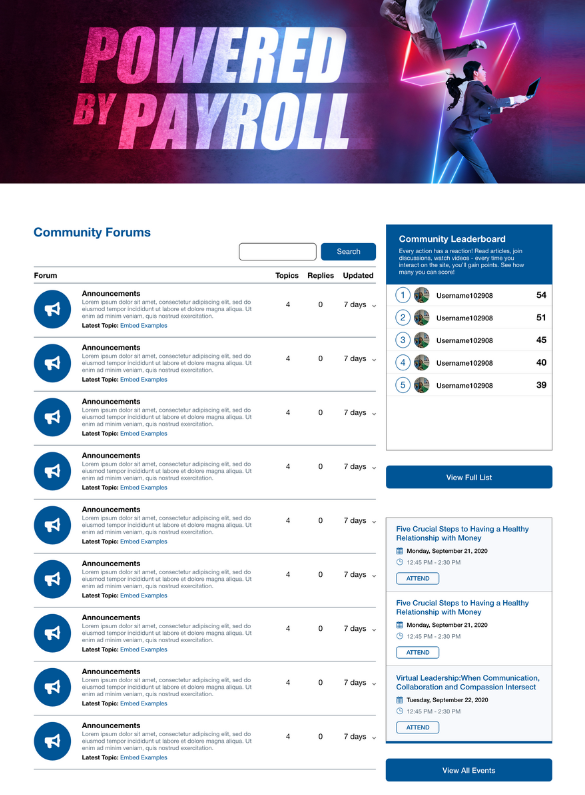 POWERED
BY PAYROLL
Community Forums
Search
Forum Topics Replies Updated
Announcements
Lorem ipsum dolor sit amet, consectetur adipiscing elit, sed do
eiusmod tempor incididunt ut labore et dolore magna aliqua. Ut
enim ad minim veniam, quis nostrud exercitation.
Latest Topic: Embed Examples
4 0 7 days
Announcements
Lorem ipsum dolor sit amet, consectetur adipiscing elit, sed do
eiusmod tempor incididunt ut labore et dolore magna aliqua. Ut
enim ad minim veniam, quis nostrud exercitation.
Latest Topic: Embed Examples
4 0 7 days
Announcements
Lorem ipsum dolor sit amet, consectetur adipiscing elit, sed do
eiusmod tempor incididunt ut labore et dolore magna aliqua. Ut
enim ad minim veniam, quis nostrud exercitation.
Latest Topic: Embed Examples
4 0 7 days
Announcements
Lorem ipsum dolor sit amet, consectetur adipiscing elit, sed do
eiusmod tempor incididunt ut labore et dolore magna aliqua. Ut
enim ad minim veniam, quis nostrud exercitation.
Latest Topic: Embed Examples
4 0 7 days
Announcements
Lorem ipsum dolor sit amet, consectetur adipiscing elit, sed do
eiusmod tempor incididunt ut labore et dolore magna aliqua. Ut
enim ad minim veniam, quis nostrud exercitation.
Latest Topic: Embed Examples
4 0 7 days
Announcements
Lorem ipsum dolor sit amet, consectetur adipiscing elit, sed do
eiusmod tempor incididunt ut labore et dolore magna aliqua. Ut
enim ad minim veniam, quis nostrud exercitation.
Latest Topic: Embed Examples
4 0 7 days
Announcements
Lorem ipsum dolor sit amet, consectetur adipiscing elit, sed do
eiusmod tempor incididunt ut labore et dolore magna aliqua. Ut
enim ad minim veniam, quis nostrud exercitation.
Latest Topic: Embed Examples
4 0 7 days
Announcements
Lorem ipsum dolor sit amet, consectetur adipiscing elit, sed do
eiusmod tempor incididunt ut labore et dolore magna aliqua. Ut
enim ad minim veniam, quis nostrud exercitation.
Latest Topic: Embed Examples
4 0 7 days
Announcements
Lorem ipsum dolor sit amet, consectetur adipiscing elit, sed do
eiusmod tempor incididunt ut labore et dolore magna aliqua. Ut
enim ad minim veniam, quis nostrud exercitation.
Latest Topic: Embed Examples
4 0 7 days
Community Leaderboard
Every action has a reaction! Read articles, join
discussions, watch videos - every time you
interact on the site, you'll gain points. See how
many you can score!
1 Username102908 54
2 Username102908 51
3 Username102908 45
4 Username102908 40
5 Username102908 39
View Full List
Five Crucial Steps to Having a Healthy
Relationship with Money
Monday, September 21, 2020
12:45 PM - 2:30 PM
ATTEND
Five Crucial Steps to Having a Healthy
Relationship with Money
Monday, September 21, 2020
12:45 PM - 2:30 PM
ATTEND
Virtual Leadership:When Communication,
Collaboration and Compassion Intersect
Tuesday, September 22, 2020
12:45 PM - 2:30 PM
ATTEND
View All Events